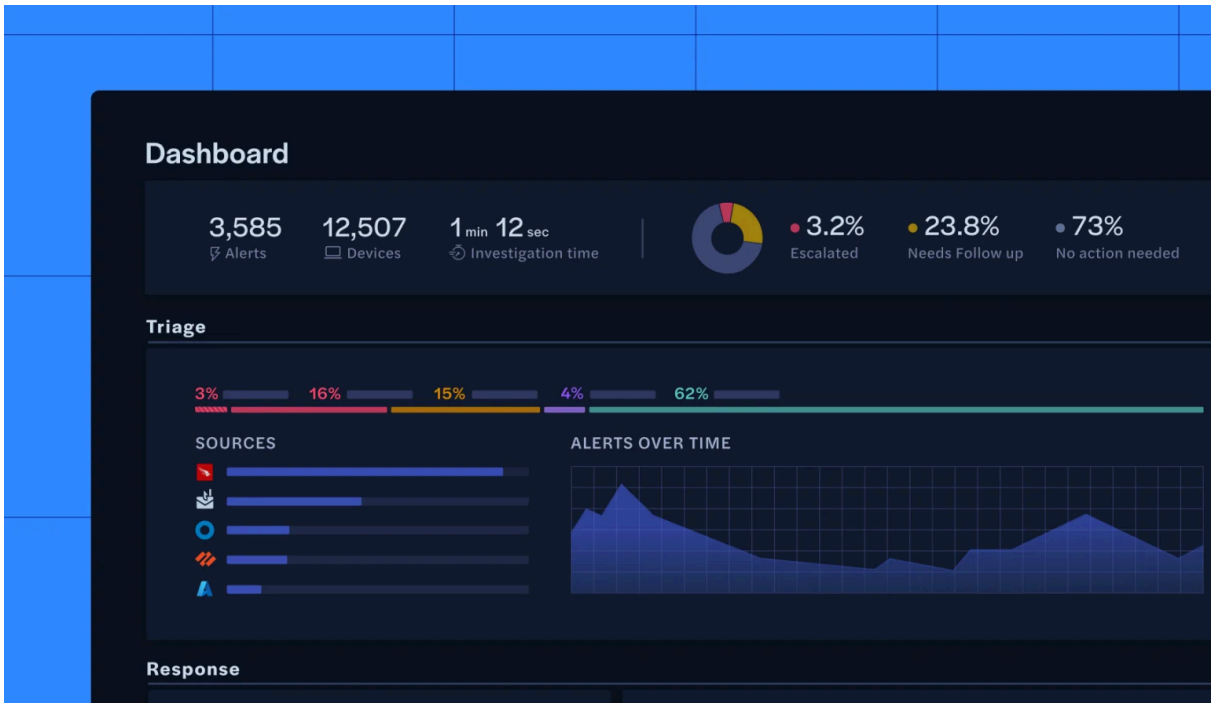 Dashboard
3,585 12,507 1 min 12 sec 3.2% 23.8% 73%
Alerts Devices Investigation time Escalated Needs Follow up No action needed
Triage
3% 16% 15% 4% 62%
SOURCES ALERTS OVER TIME
Response